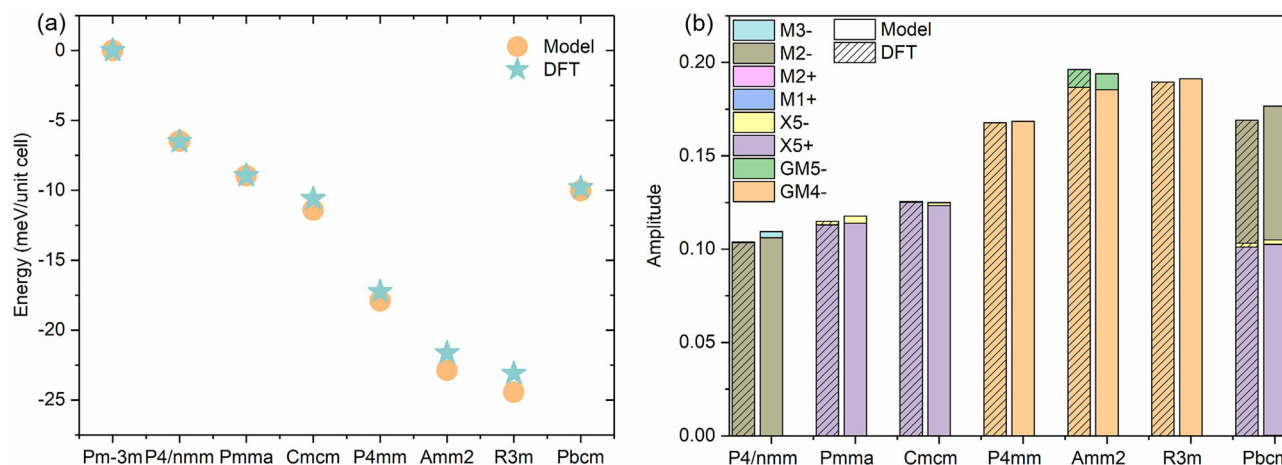 (a)
Model
DFT
Energy (meV/unit cell)
0
-5
-10
-15
-20
-25
Pm-3m P4/nmm Pmma Cmcm P4mm Amm2 R3m Pbcm
(b)
M3- Model
M2- DFT
M2+
M1+
X5-
X5+
GM5-
GM4-
Amplitude
0.20
0.15
0.10
0.05
0.00
P4/nmm Pmma Cmcm P4mm Amm2 R3m Pbcm